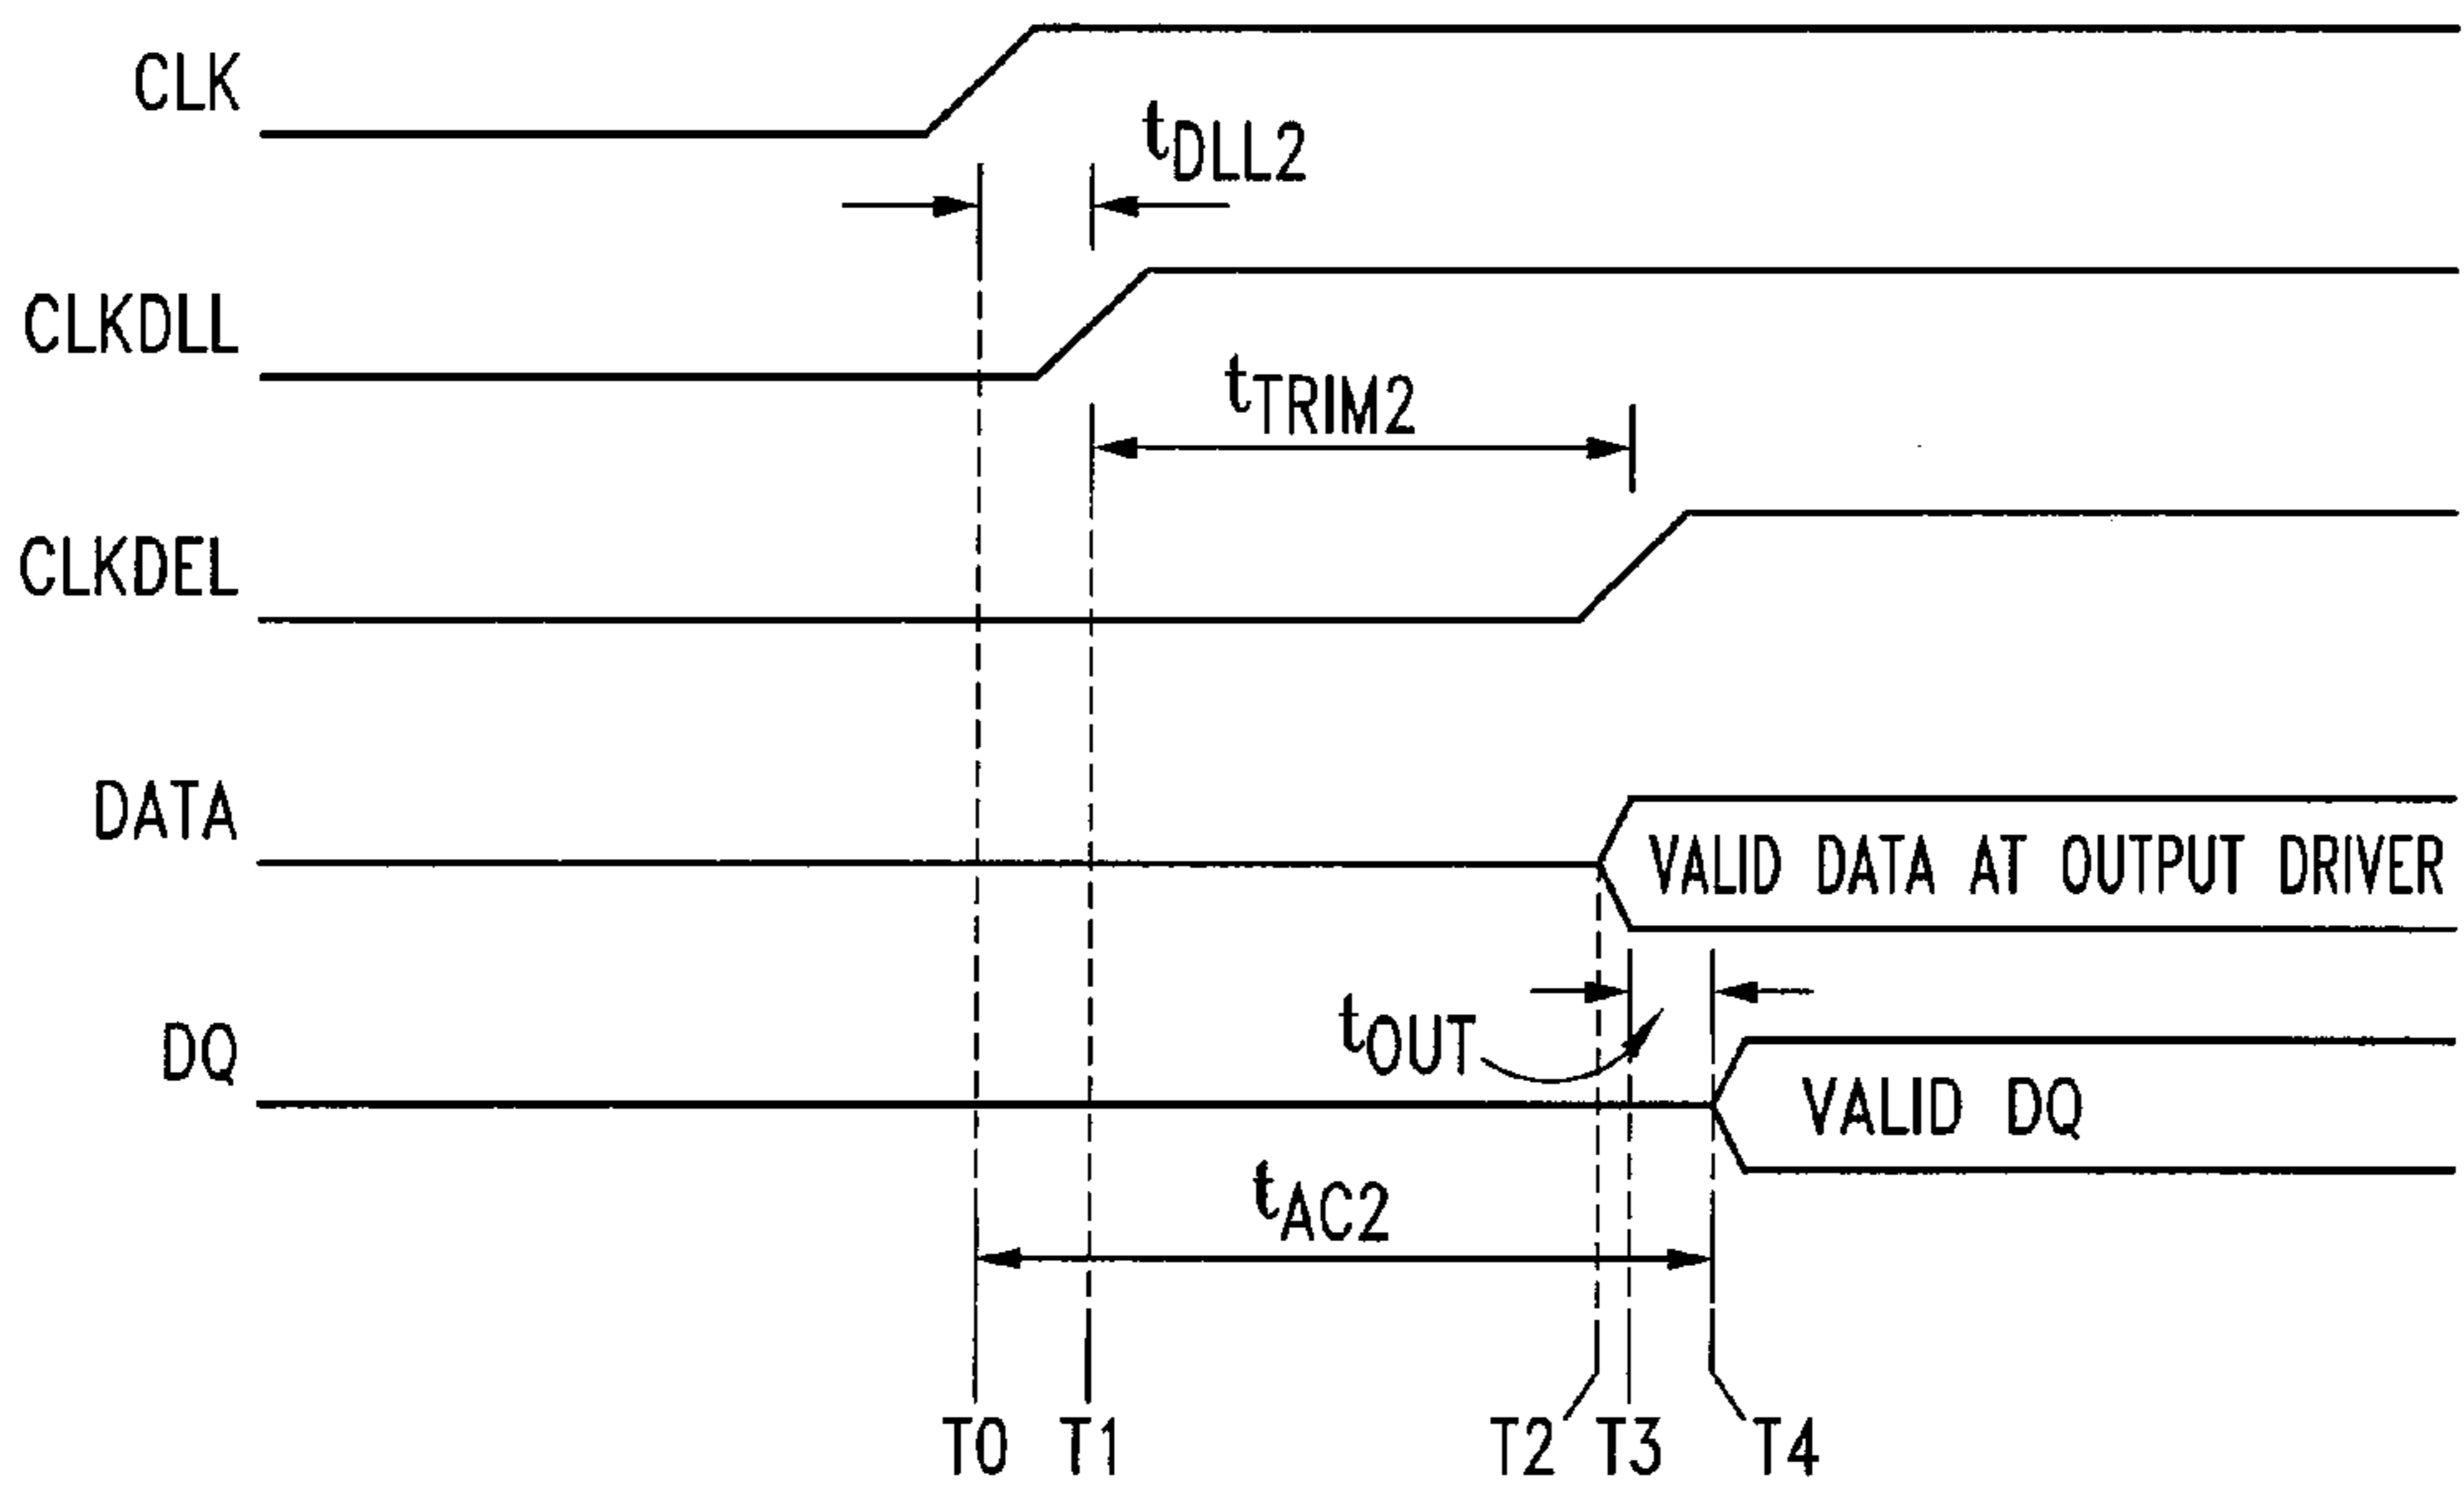 CLK
tDLL2
CLKDLL
tTRIM2
CLKDEL
DATA
VALID DATA AT OUTPUT DRIVER
tOUT
DQ
VALID DQ
tAC2
T0 T1 T2 T3 T4